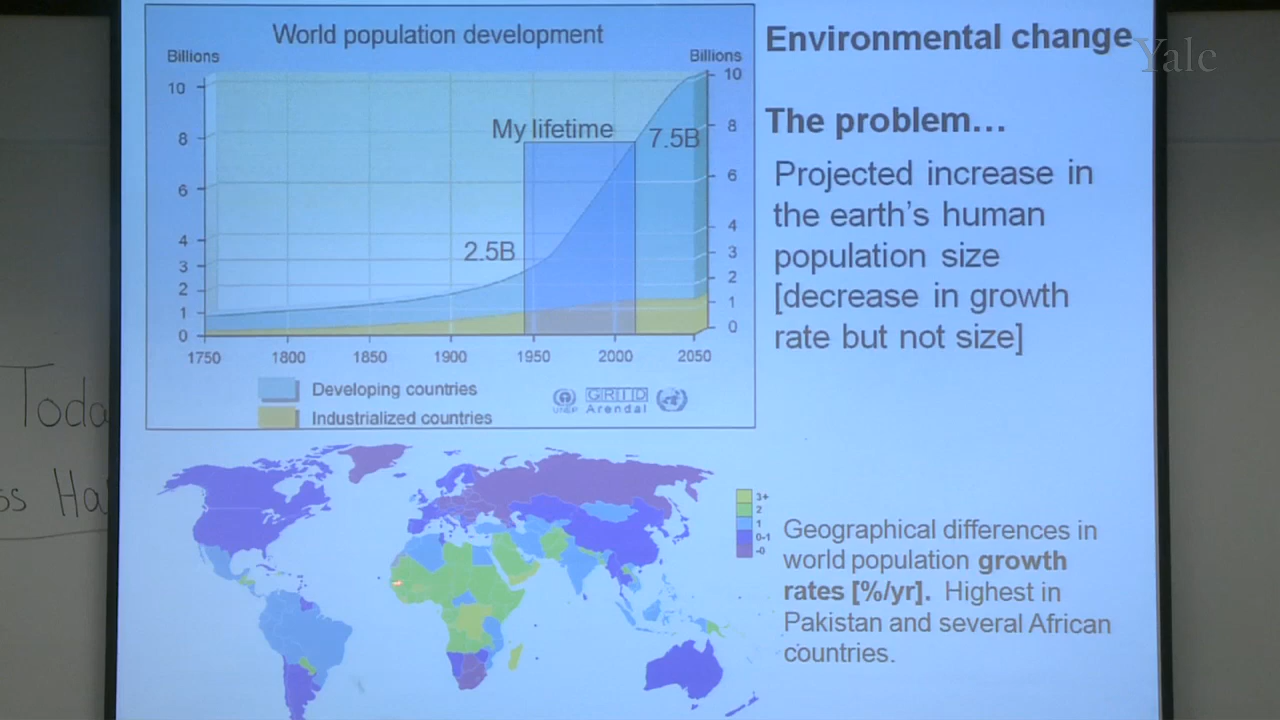 World population development
Billions
Billions
10
8
6
4
3
2
1
0
10
8
6
4
3
2
1
0
My lifetime
7.5B
2.5B
1750 1800 1850 1900 1950 2000 2050
Developing countries
Industrialized countries
UNEP
GRID
Arendal
Environmental change
Yale
The problem…
Projected increase in
the earth's human
population size
[decrease in growth
rate but not size]
Toda
ss Ha
3+
2
1
0-1
-0
Geographical differences in
world population growth
rates [%/yr]. Highest in
Pakistan and several African
countries.